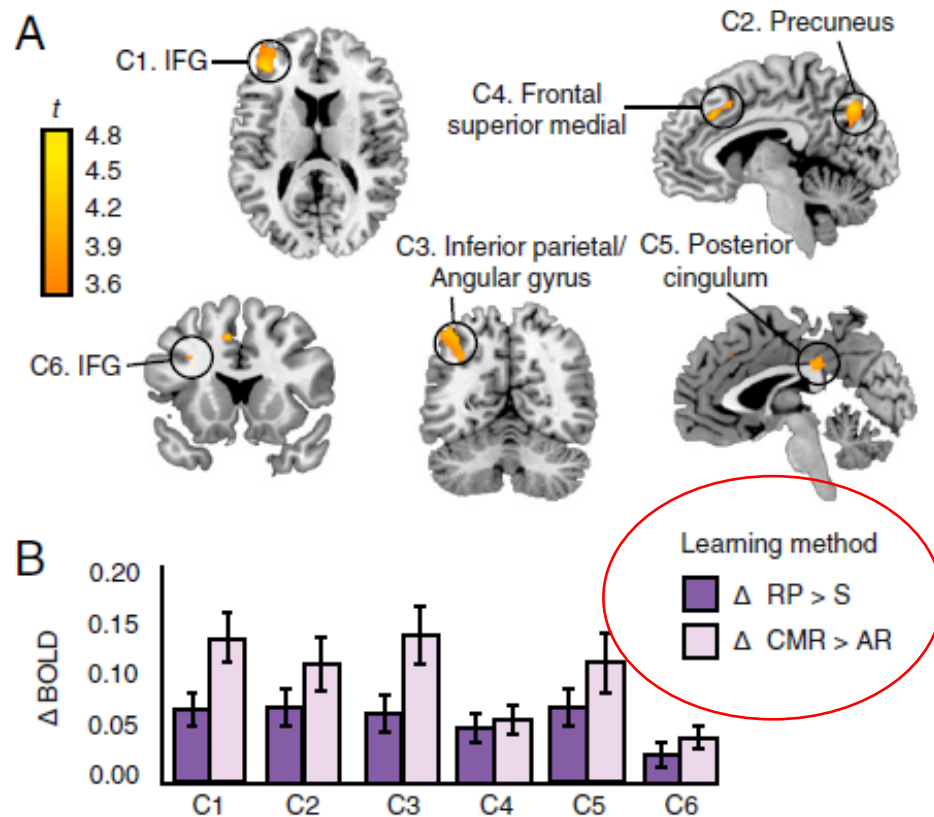 A
C1. IFG
C2. Precuneus
C4. Frontal
superior medial
t
4.8
4.5
4.2
3.9
3.6
C3. Inferior parietal/
Angular gyrus
C5. Posterior
cingulum
C6. IFG
B
Learning method
Δ RP > S
Δ CMR > AR
Δ BOLD
0.20
0.15
0.10
0.05
0.00
C1 C2 C3 C4 C5 C6